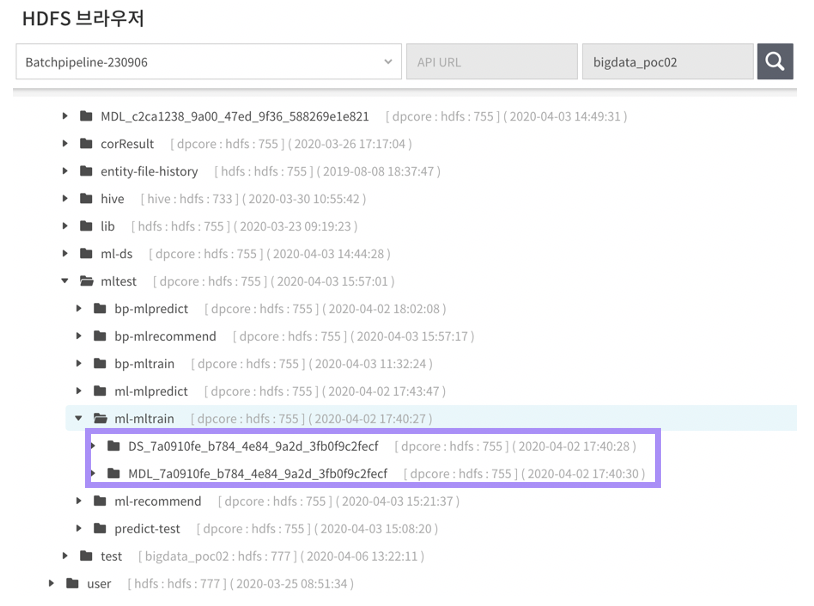 HDFS 브라우저
Batchpipeline-230906 API URL bigdata_poc02
MDL_c2ca1238_9a00_47ed_9f36_588269e1e821 [ dpcore : hdfs : 755 ] ( 2020-04-03 14:49:31 )
corResult [ dpcore : hdfs : 755 ] ( 2020-03-26 17:17:04 )
entity-file-history [ hdfs : hdfs : 755 ] ( 2019-08-08 18:37:47 )
hive [ hive : hdfs : 733 ] ( 2020-03-30 10:55:42 )
lib [ hdfs : hdfs : 755 ] ( 2020-03-23 09:19:23 )
ml-ds [ dpcore : hdfs : 755 ] ( 2020-04-03 14:44:28 )
mltest [ dpcore : hdfs : 755 ] ( 2020-04-03 15:57:01 )
bp-mlpredict [ dpcore : hdfs : 755 ] ( 2020-04-02 18:02:08 )
bp-mlrecommend [ dpcore : hdfs : 755 ] ( 2020-04-03 15:57:17 )
bp-mltrain [ dpcore : hdfs : 755 ] ( 2020-04-03 11:32:24 )
ml-mlpredict [ dpcore : hdfs : 755 ] ( 2020-04-02 17:43:47 )
ml-mltrain [ dpcore : hdfs : 755 ] ( 2020-04-02 17:40:27 )
DS_7a0910fe_b784_4e84_9a2d_3fb0f9c2fecf [ dpcore : hdfs : 755 ] ( 2020-04-02 17:40:28 )
MDL_7a0910fe_b784_4e84_9a2d_3fb0f9c2fecf [ dpcore : hdfs : 755 ] ( 2020-04-02 17:40:30 )
ml-recommend [ dpcore : hdfs : 755 ] ( 2020-04-03 15:21:37 )
predict-test [ dpcore : hdfs : 755 ] ( 2020-04-03 15:08:20 )
test [ bigdata_poc02 : hdfs : 777 ] ( 2020-04-06 13:22:11 )
user [ hdfs : hdfs : 777 ] ( 2020-03-25 08:51:34 )